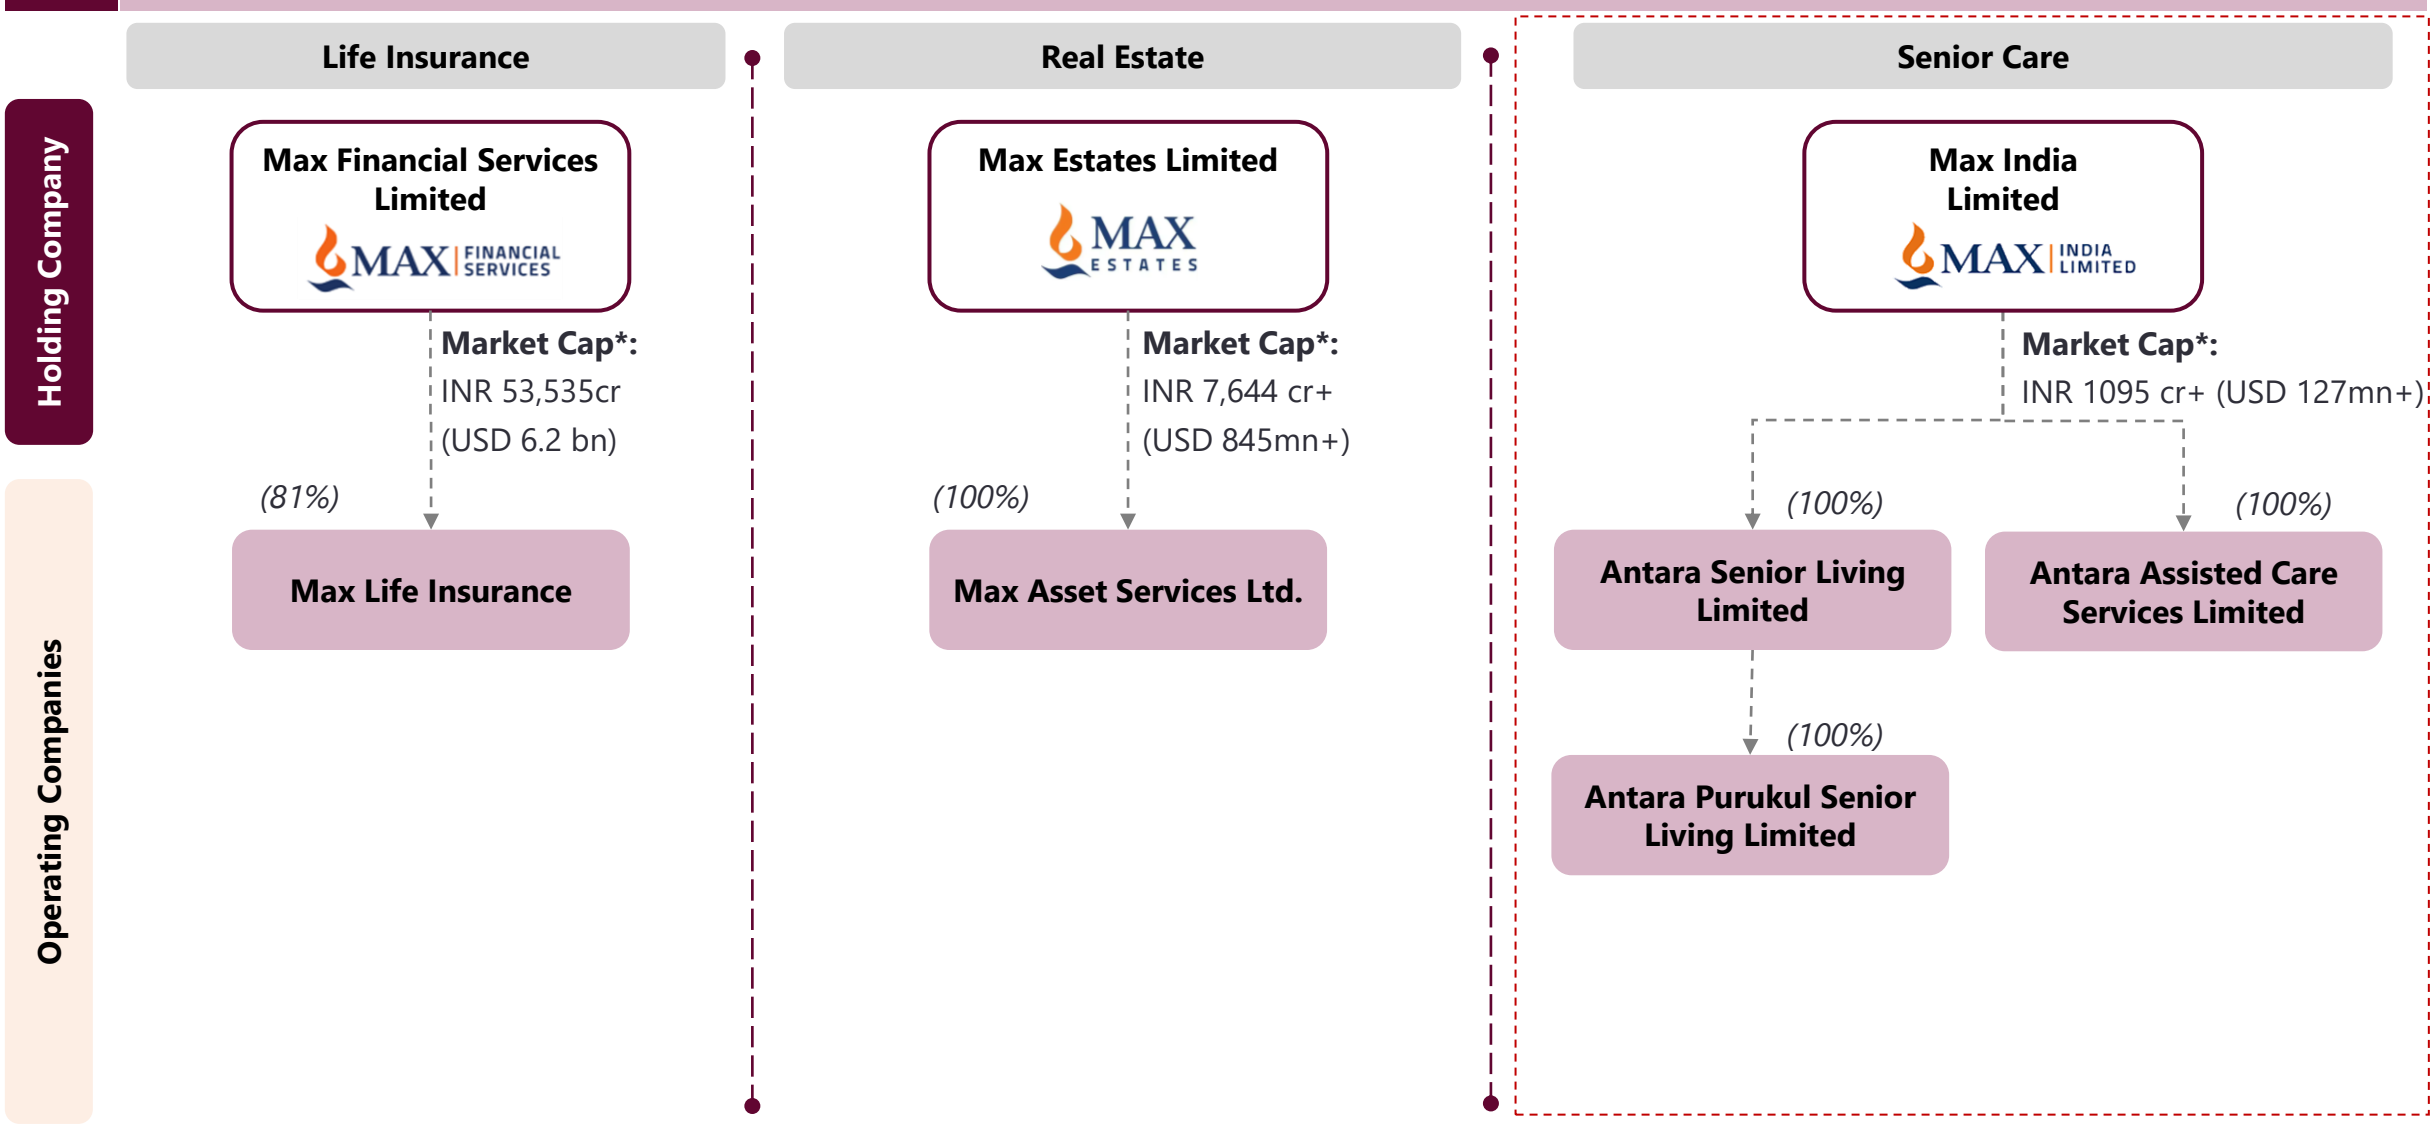 Life Insurance
Real Estate
Senior Care
Holding Company
Max Financial Services
Limited
MAX FINANCIAL
SERVICES
Market Cap*:
INR 53,535cr
(USD 6.2 bn)
Max Estates Limited
MAX
ESTATES
Market Cap*:
INR 7,644 cr+
(USD 845mn+)
Max India
Limited
MAX INDIA
LIMITED
Market Cap*:
INR 1095 cr+ (USD 127mn+)
Operating Companies
(81%)
Max Life Insurance
(100%)
Max Asset Services Ltd.
(100%)
Antara Senior Living
Limited
(100%)
Antara Assisted Care
Services Limited
(100%)
Antara Purukul Senior
Living Limited